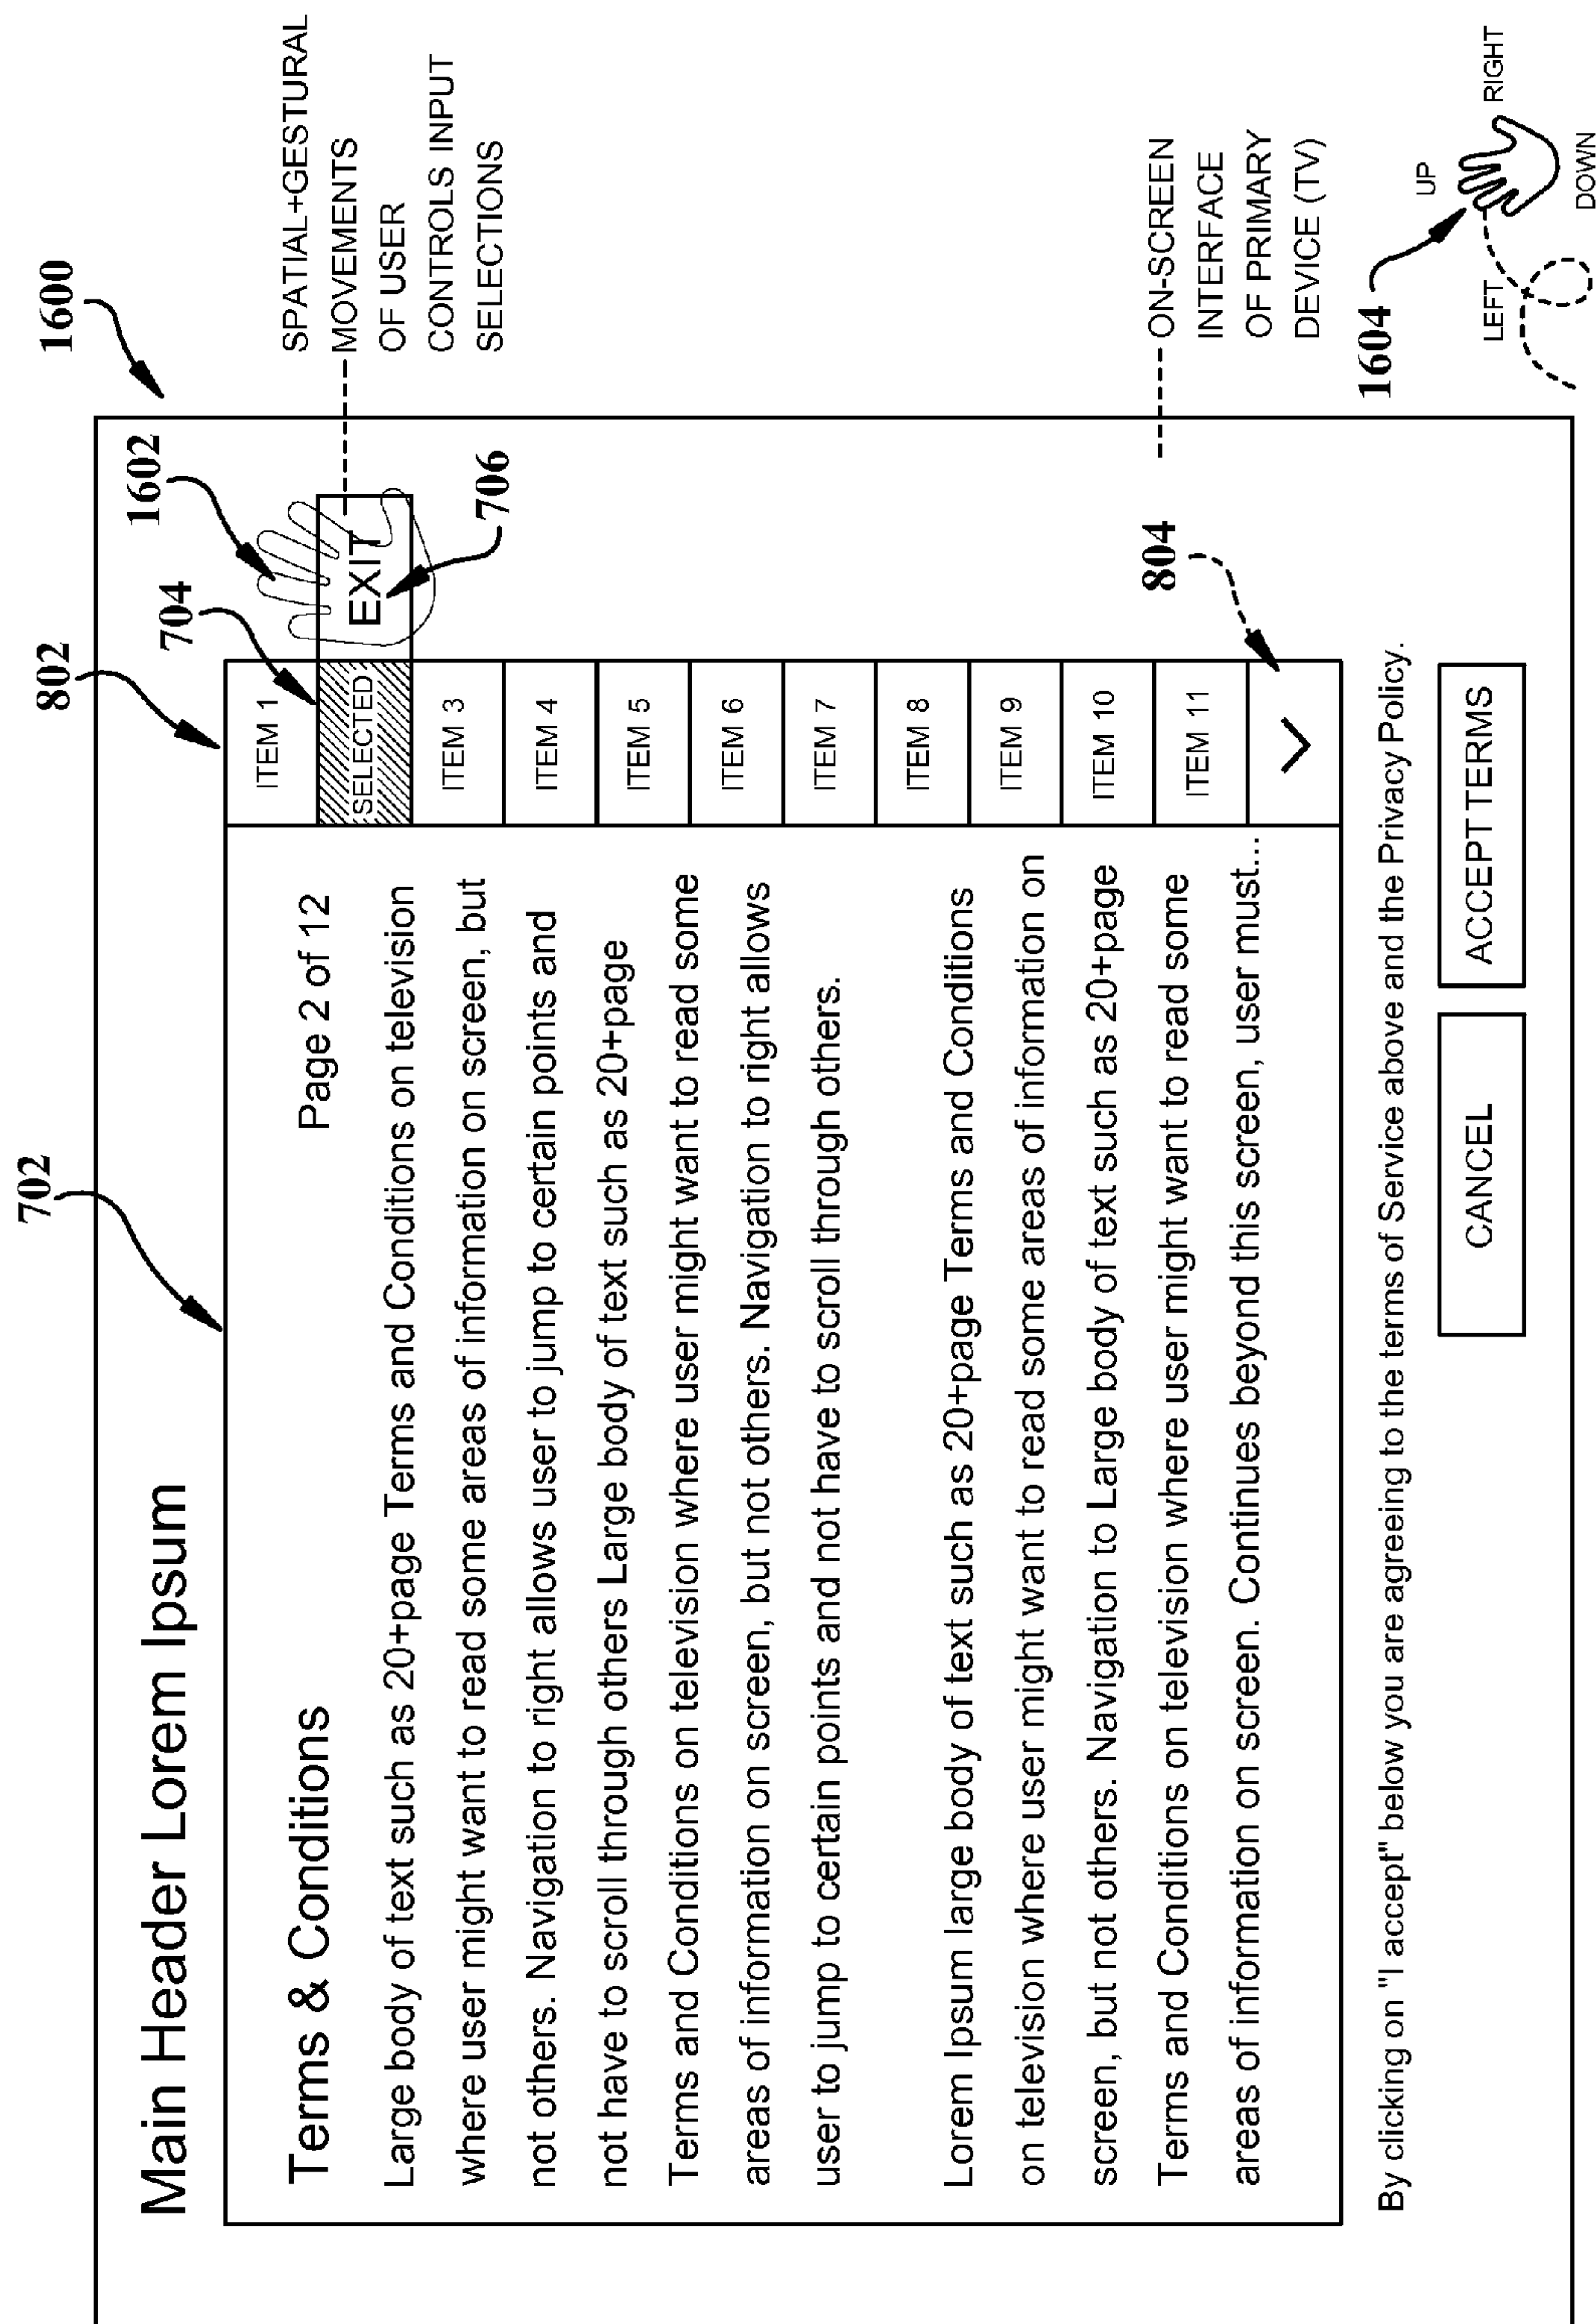 1600
702
802
1602
704
Main Header Lorem Ipsum
Terms & Conditions
Page 2 of 12
Large body of text such as 20+page Terms and Conditions on television
where user might want to read some areas of information on screen, but
not others. Navigation to right allows user to jump to certain points and
not have to scroll through others Large body of text such as 20+page
Terms and Conditions on television where user might want to read some
areas of information on screen, but not others. Navigation to right allows
user to jump to certain points and not have to scroll through others.
Lorem Ipsum large body of text such as 20+page Terms and Conditions
on television where user might want to read some areas of information on
screen, but not others. Navigation to Large body of text such as 20+page
Terms and Conditions on television where user might want to read some
areas of information on screen. Continues beyond this screen, user must...
ITEM 1
SELECTED
ITEM 3
ITEM 4
ITEM 5
ITEM 6
ITEM 7
ITEM 8
ITEM 9
ITEM 10
ITEM 11
EXIT
706
804
SPATIAL+GESTURAL
MOVEMENTS
OF USER
CONTROLS INPUT
SELECTIONS
ON-SCREEN
INTERFACE
OF PRIMARY
DEVICE (TV)
By clicking on "I accept" below you are agreeing to the terms of Service above and the Privacy Policy.
CANCEL
ACCEPT TERMS
1604
UP
LEFT
RIGHT
DOWN